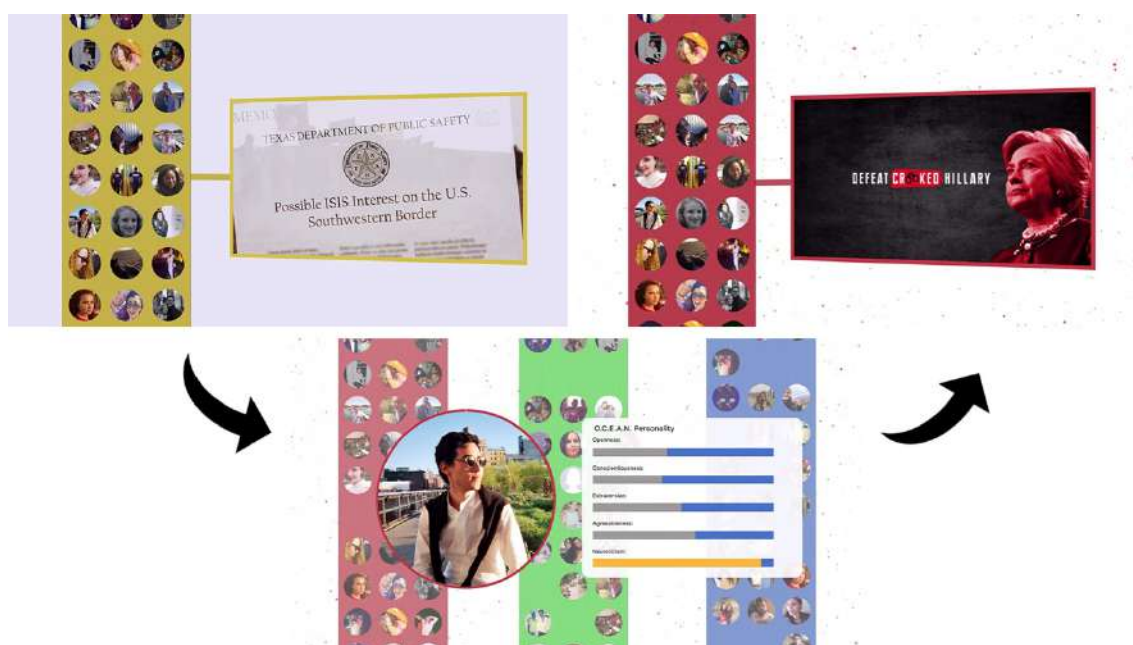 MEMO
TEXAS DEPARTMENT OF PUBLIC SAFETY
Possible ISIS Interest on the U.S.
Southwestern Border
DEFEAT CROOKED HILLARY
O.C.E.A.N. Personality
Openness:
Conscientiousness:
Extraversion:
Agreeableness:
Neuroticism: